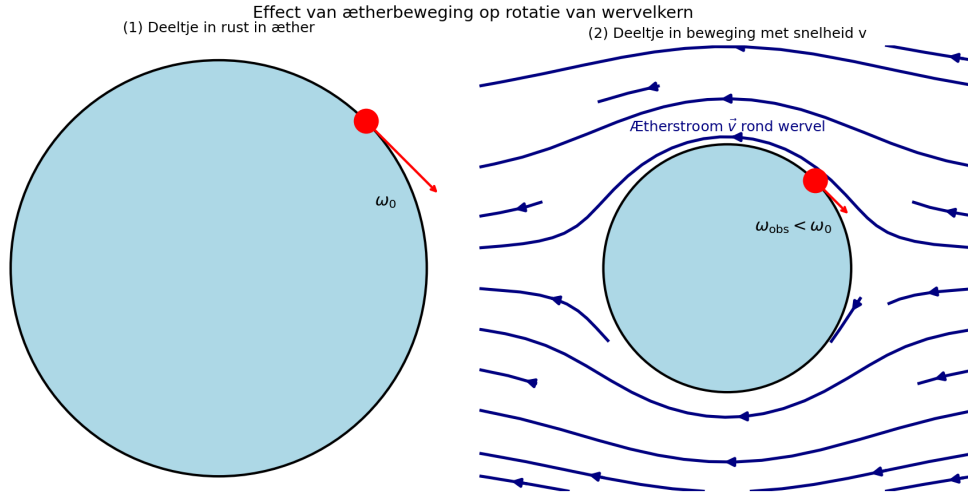 Effect van ætherbeweging op rotatie van wervelkern
(1) Deeltje in rust in æther
(2) Deeltje in beweging met snelheid v
Ætherstroom v⃗ rond wervel
ω₀
ω_obs < ω₀